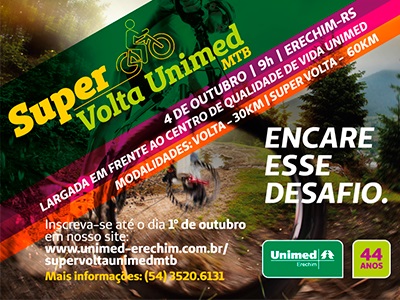 Super
Volta Unimed
MTB
4 DE OUTUBRO | 9h | ERECHIM-RS
LARGADA EM FRENTE AO CENTRO DE QUALIDADE DE VIDA UNIMED
MODALIDADES: VOLTA - 30KM | SUPER VOLTA - 60KM
ENCARE
ESSE
DESAFIO.
Inscreva-se até o dia 1º de outubro
em nosso site:
www.unimed-erechim.com.br/
supervoltaunimedmtb
Mais informações: (54) 3520.6131
Unimed
Erechim
44
ANOS